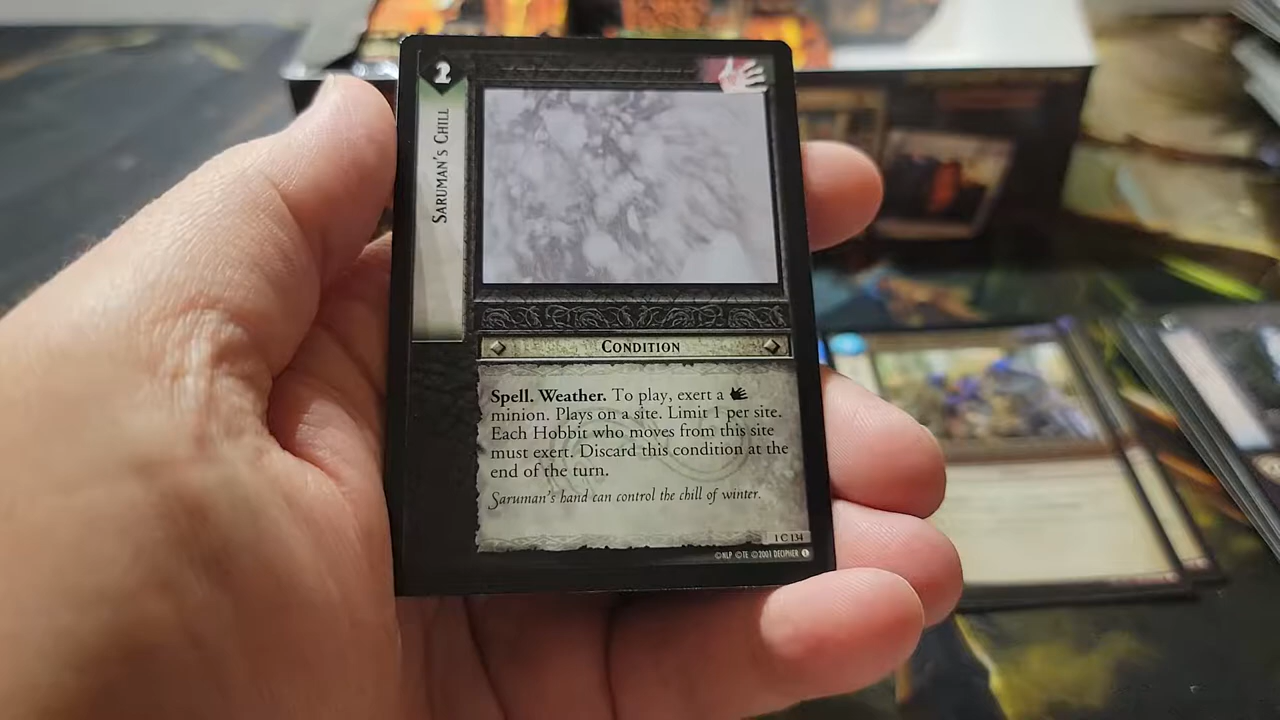 2
SARUMAN'S CHILL
CONDITION
Spell. Weather. To play, exert a
minion. Plays on a site. Limit 1 per site.
Each Hobbit who moves from this site
must exert. Discard this condition at the
end of the turn.
Saruman's hand can control the chill of winter.
1 C 134
©NLP ©TE ©2001 DECIPHER 1